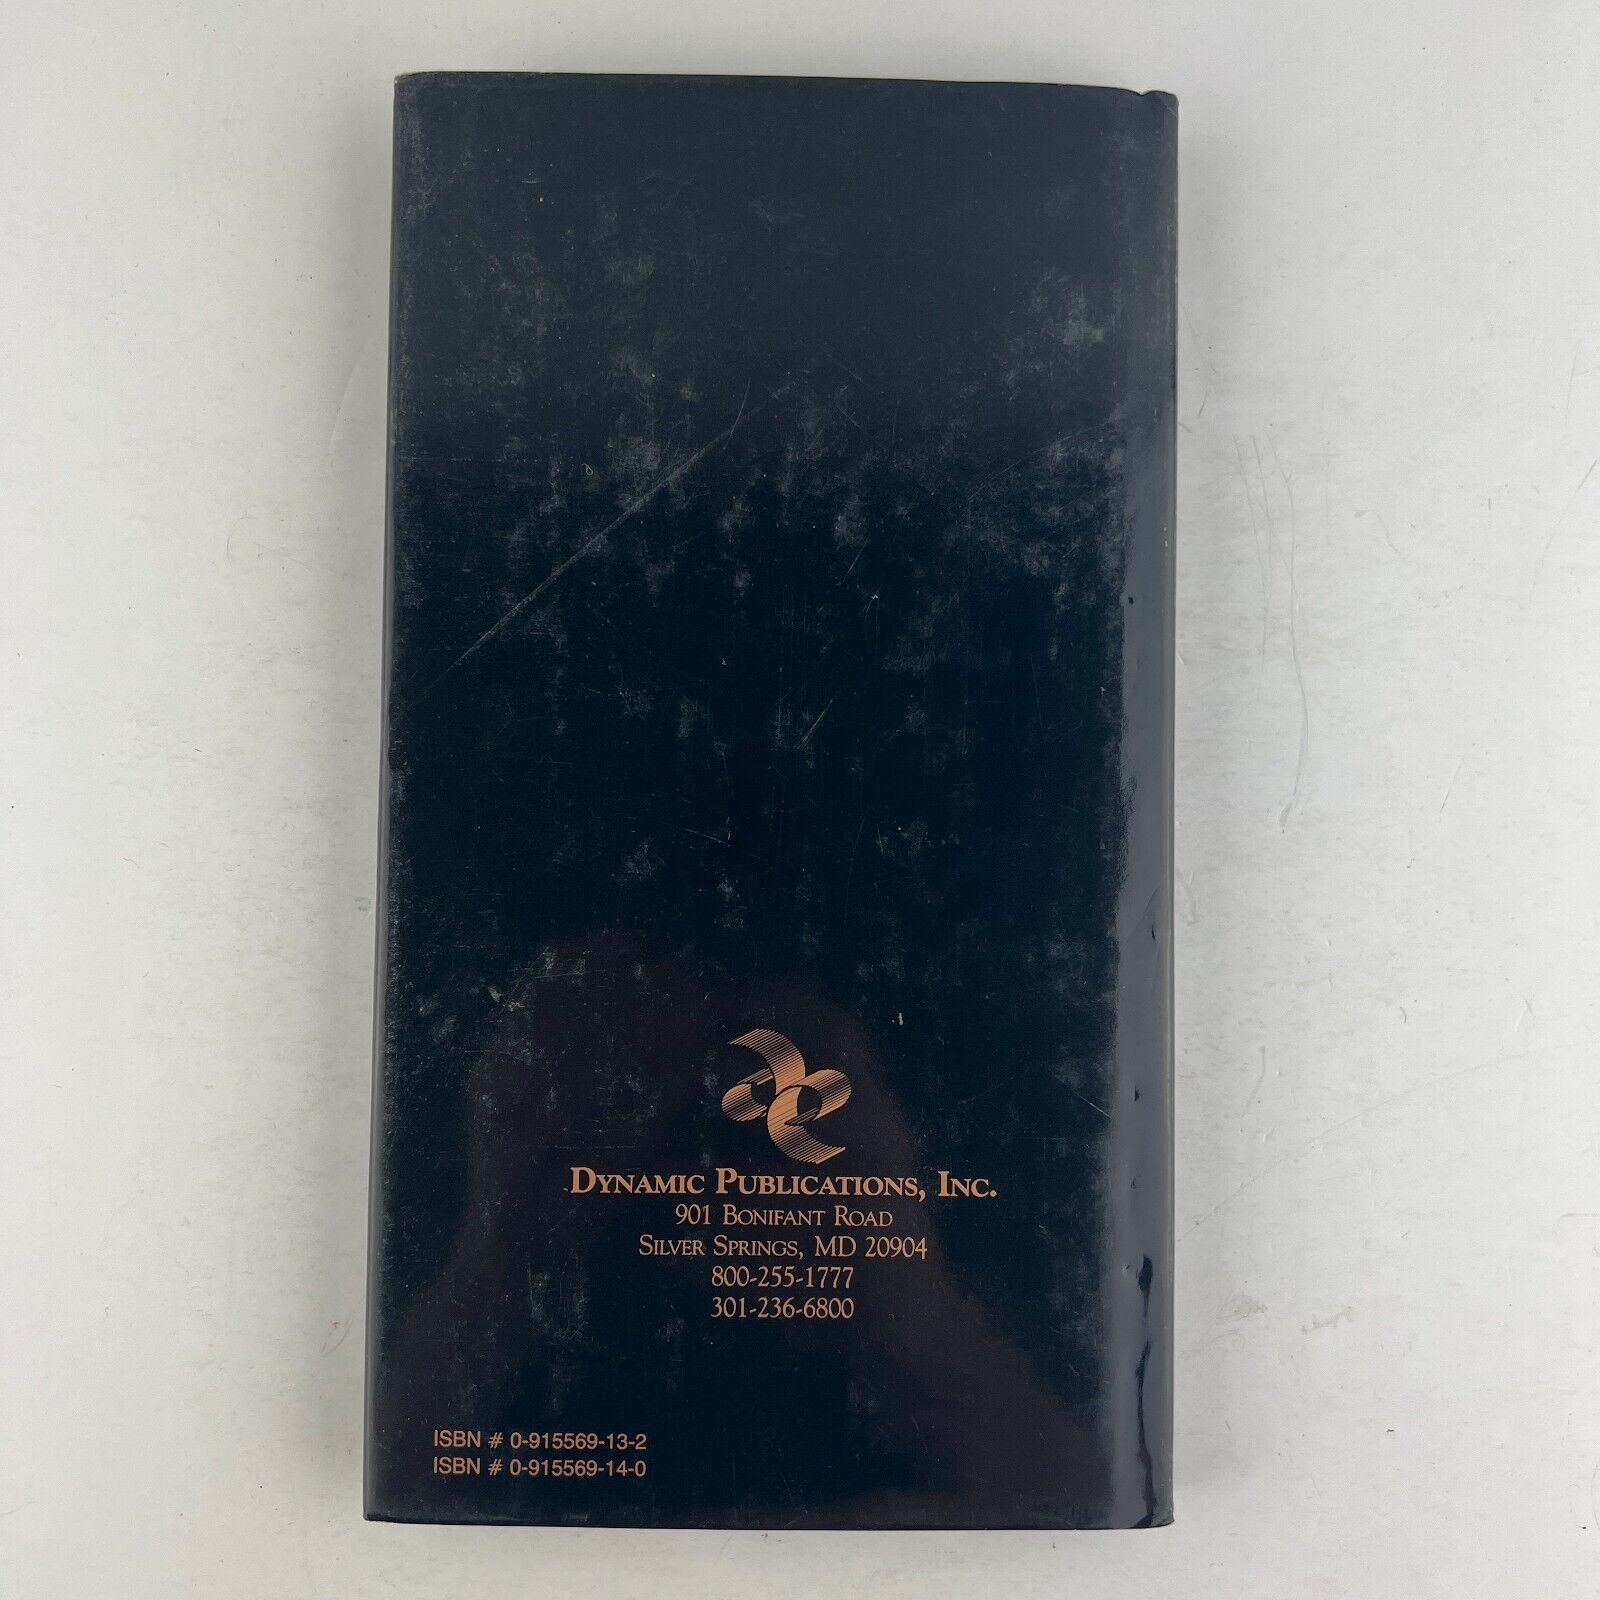 DYNAMIC PUBLICATIONS, INC.
901 BONIFANT ROAD
SILVER SPRINGS, MD 20904
800-255-1777
301-236-6800
ISBN # 0-915569-13-2
ISBN # 0-915569-14-0